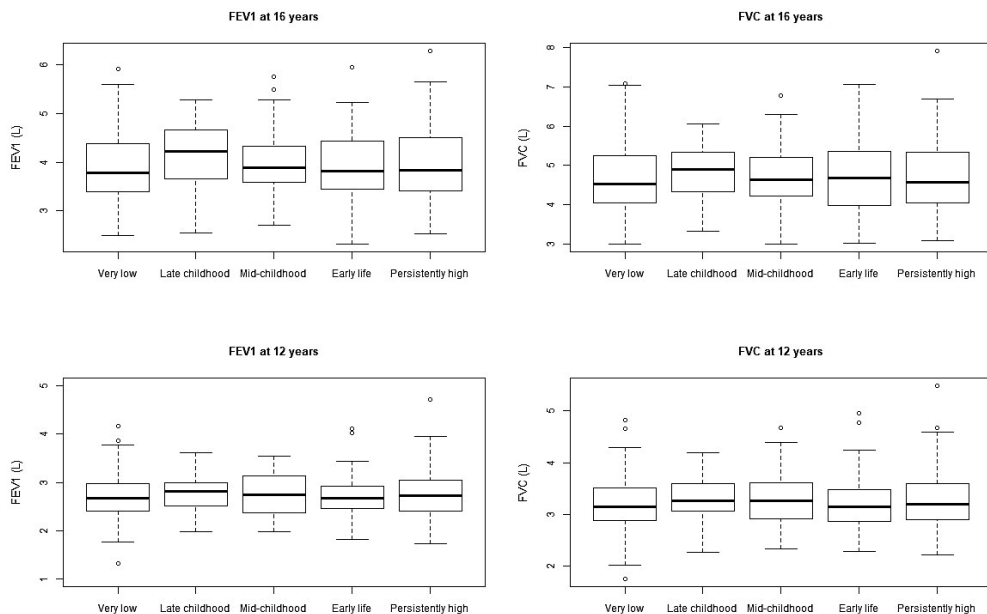 FEV1 at 16 years
FEV1 (L)
6
5
4
3
Very low Late childhood Mid-childhood Early life Persistently high
FVC at 16 years
FVC (L)
8
7
6
5
4
3
Very low Late childhood Mid-childhood Early life Persistently high
FEV1 at 12 years
FEV1 (L)
5
4
3
2
1
Very low Late childhood Mid-childhood Early life Persistently high
FVC at 12 years
FVC (L)
5
4
3
2
Very low Late childhood Mid-childhood Early life Persistently high